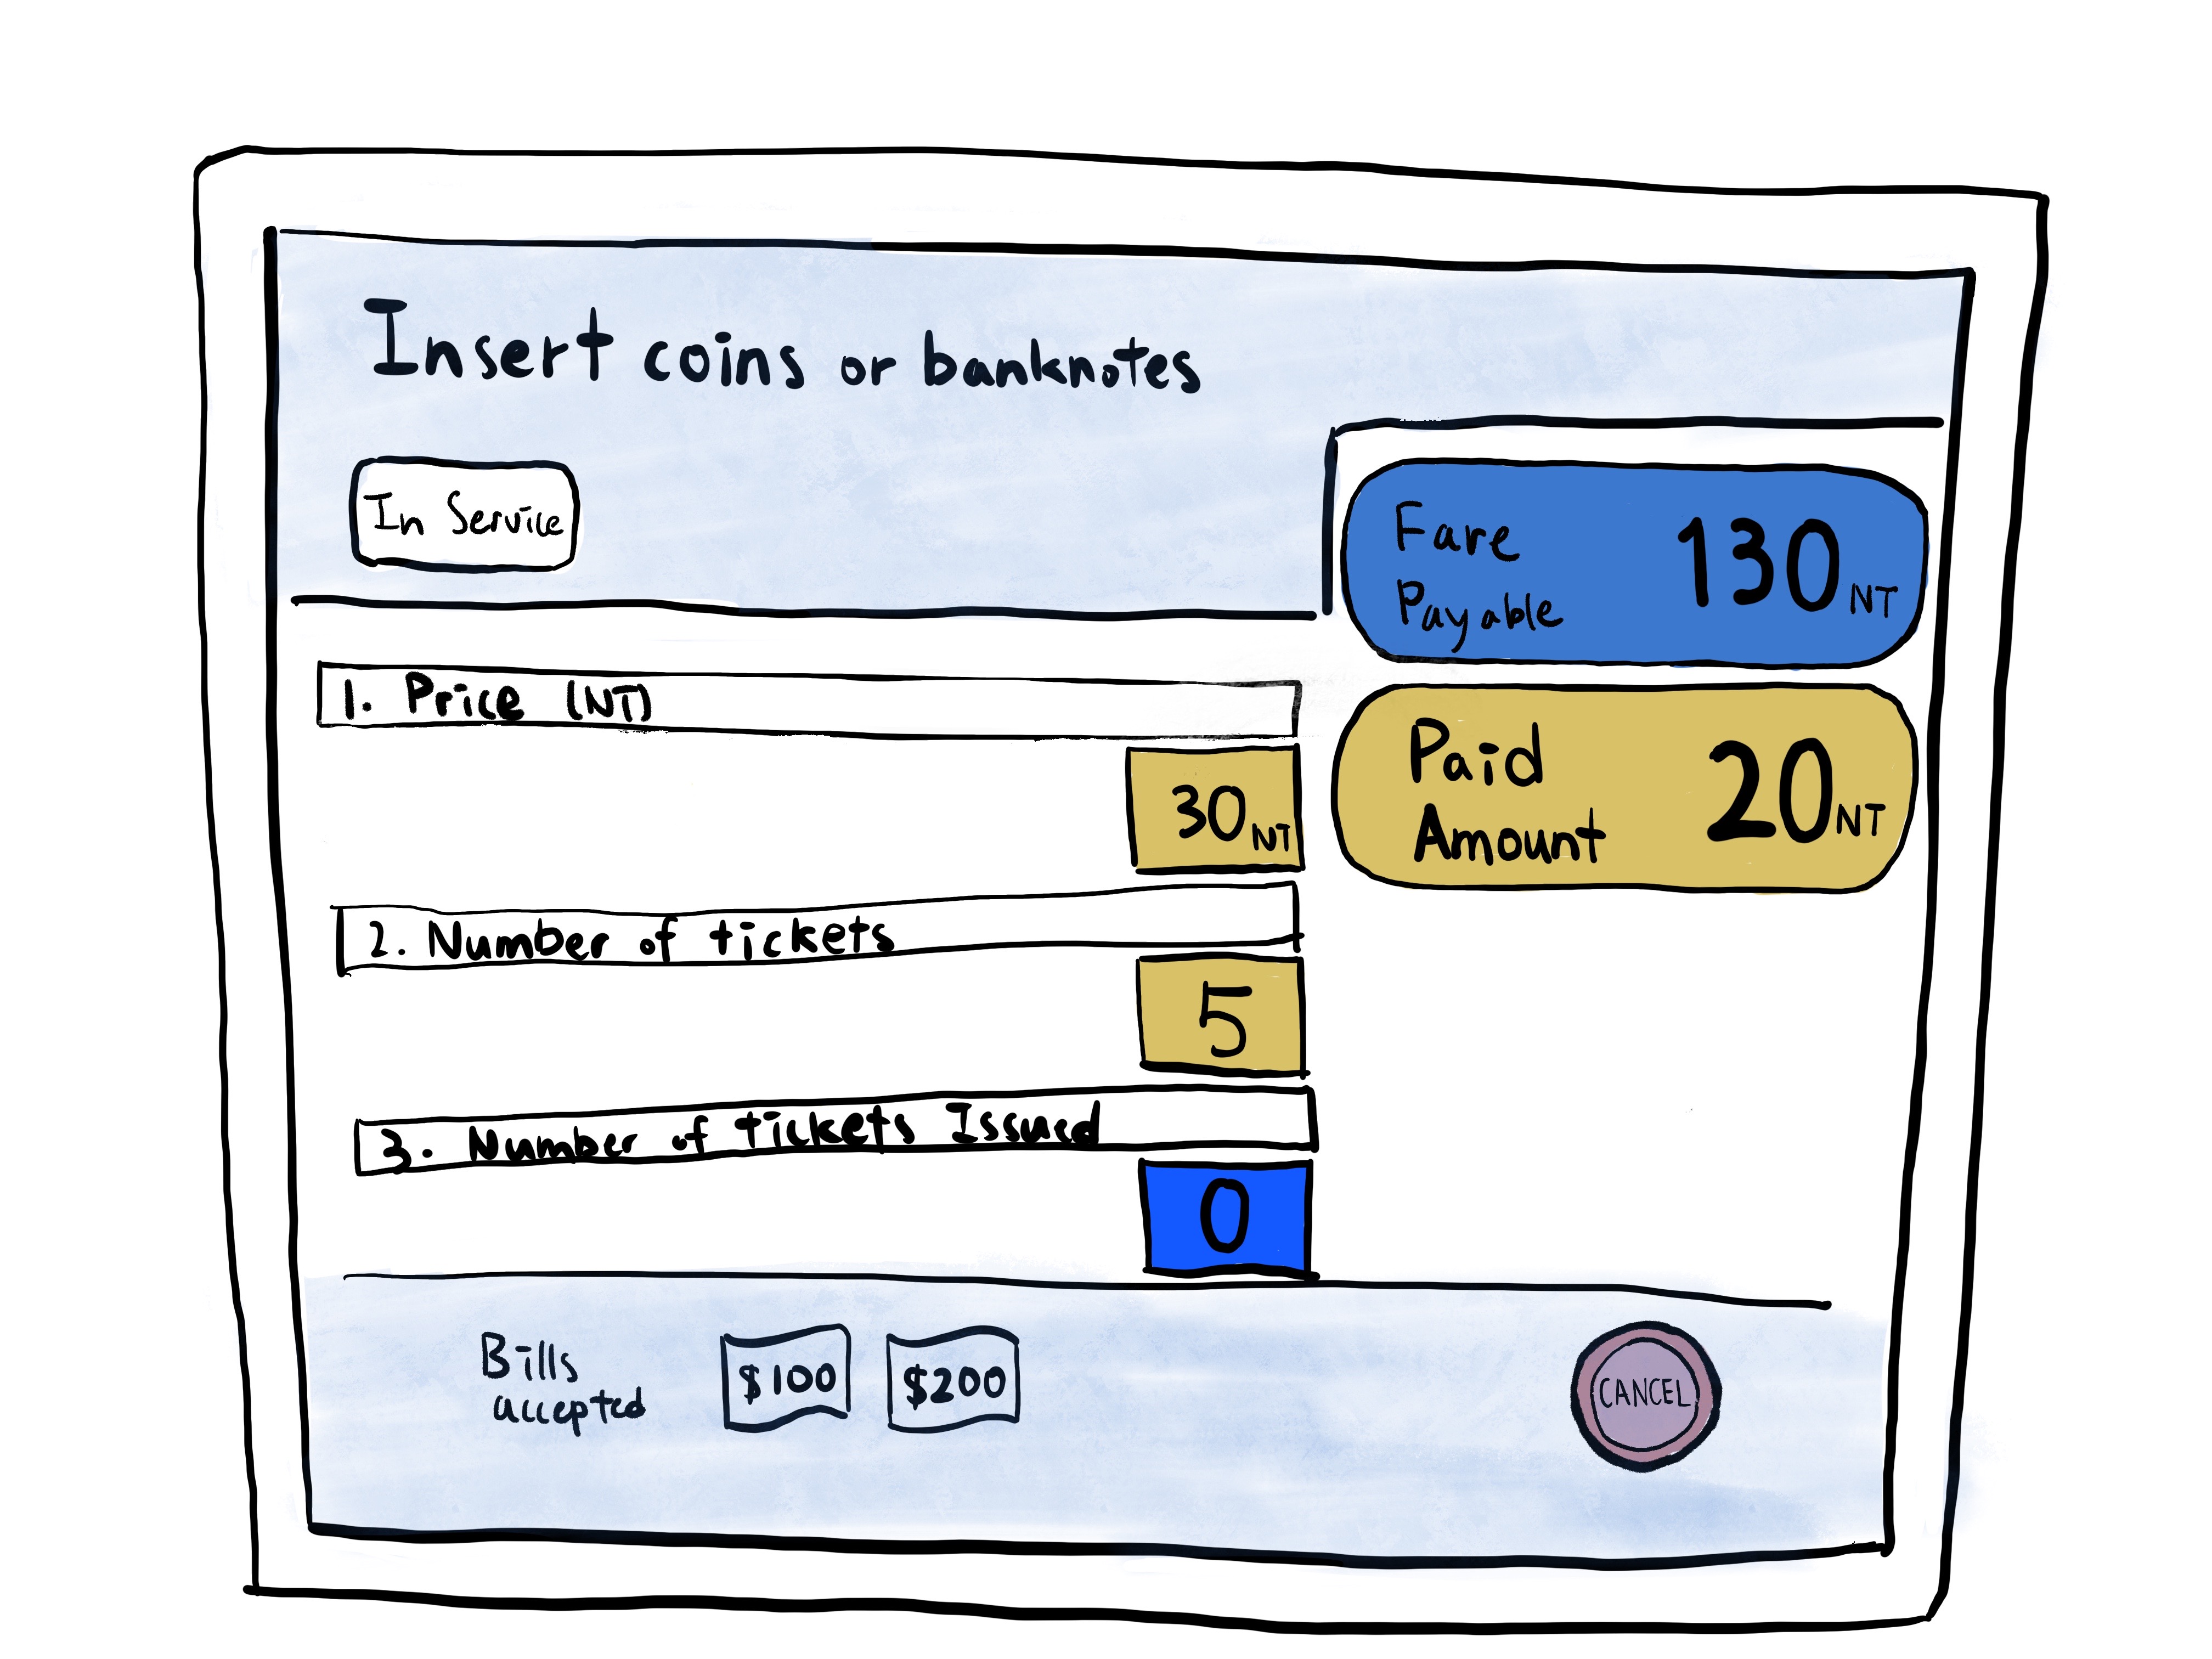 Insert coins or banknotes
In Service
Fare
Payable
130 NT
Paid
Amount
20 NT
1. Price (NT)
30 NT
2. Number of tickets
5
3. Number of tickets Issued
0
Bills
accepted
$100
$200
CANCEL